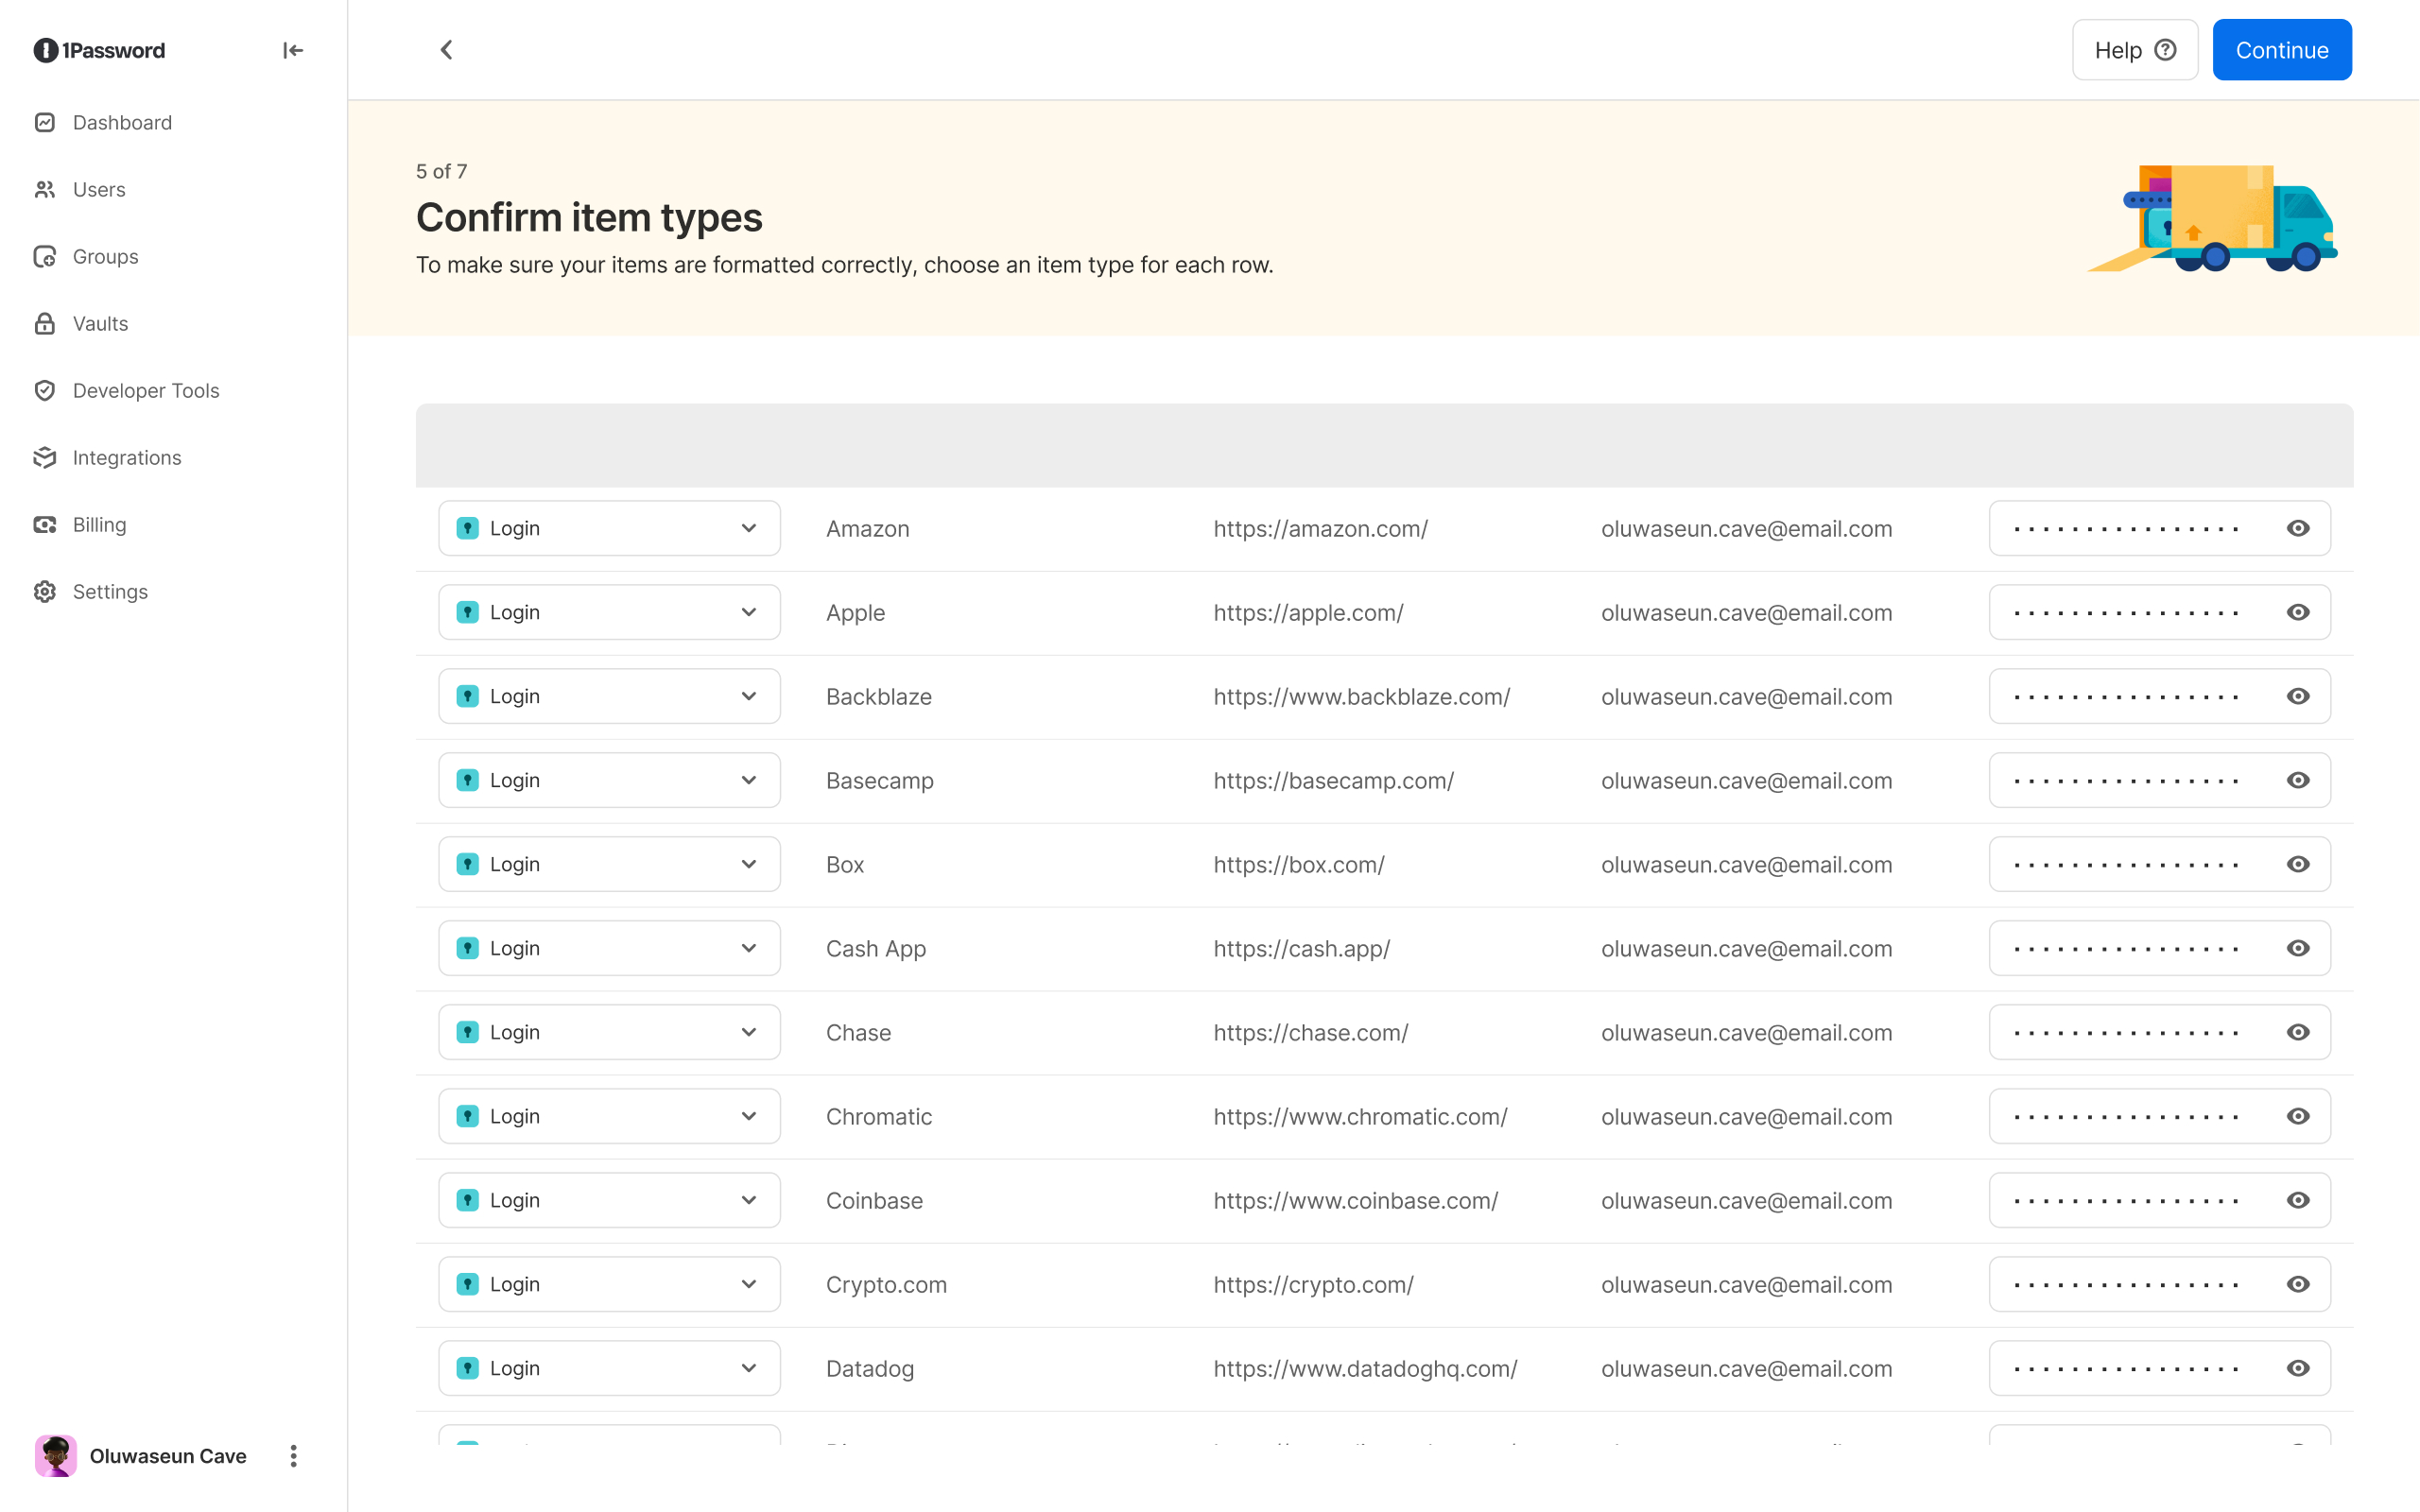 1Password
Help
Continue
Dashboard
Users
Groups
Vaults
Developer Tools
Integrations
Billing
Settings
5 of 7
Confirm item types
To make sure your items are formatted correctly, choose an item type for each row.
Login Amazon https://amazon.com/ oluwaseun.cave@email.com
Login Apple https://apple.com/ oluwaseun.cave@email.com
Login Backblaze https://www.backblaze.com/ oluwaseun.cave@email.com
Login Basecamp https://basecamp.com/ oluwaseun.cave@email.com
Login Box https://box.com/ oluwaseun.cave@email.com
Login Cash App https://cash.app/ oluwaseun.cave@email.com
Login Chase https://chase.com/ oluwaseun.cave@email.com
Login Chromatic https://www.chromatic.com/ oluwaseun.cave@email.com
Login Coinbase https://www.coinbase.com/ oluwaseun.cave@email.com
Login Crypto.com https://crypto.com/ oluwaseun.cave@email.com
Login Datadog https://www.datadoghq.com/ oluwaseun.cave@email.com
Oluwaseun Cave